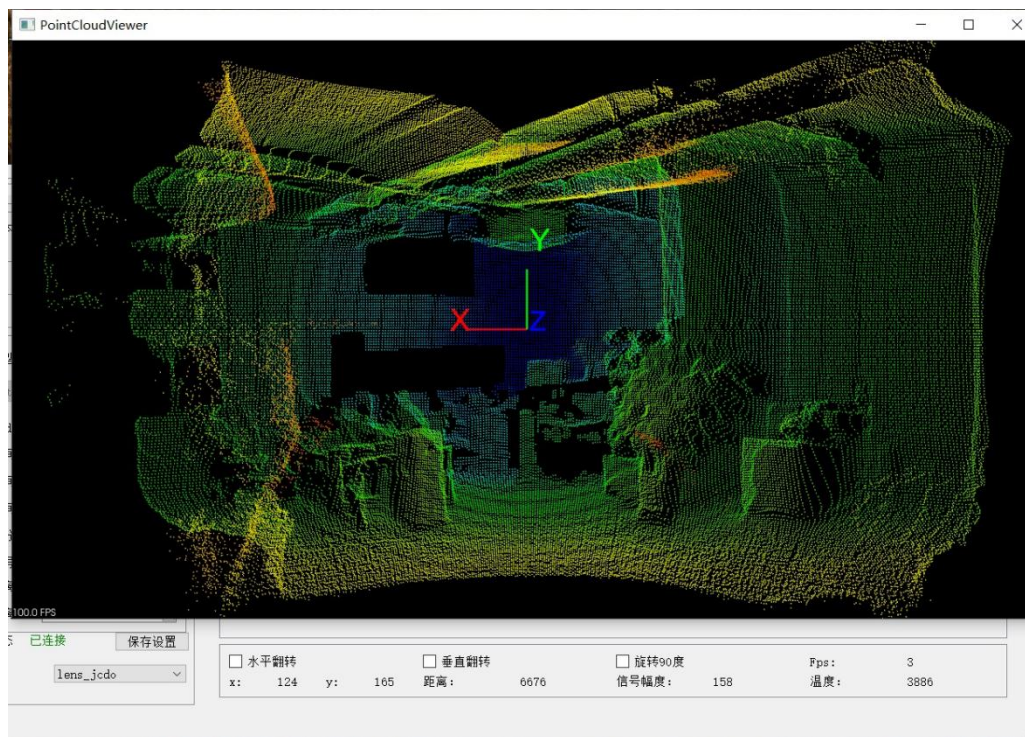 PointCloudViewer
Y
X Z
100.0 FPS
已连接 保存设置
水平翻转 垂直翻转 旋转90度 Fps: 3
lens_jcdo
x: 124 y: 165 距离: 6676 信号幅度: 158 温度: 3886